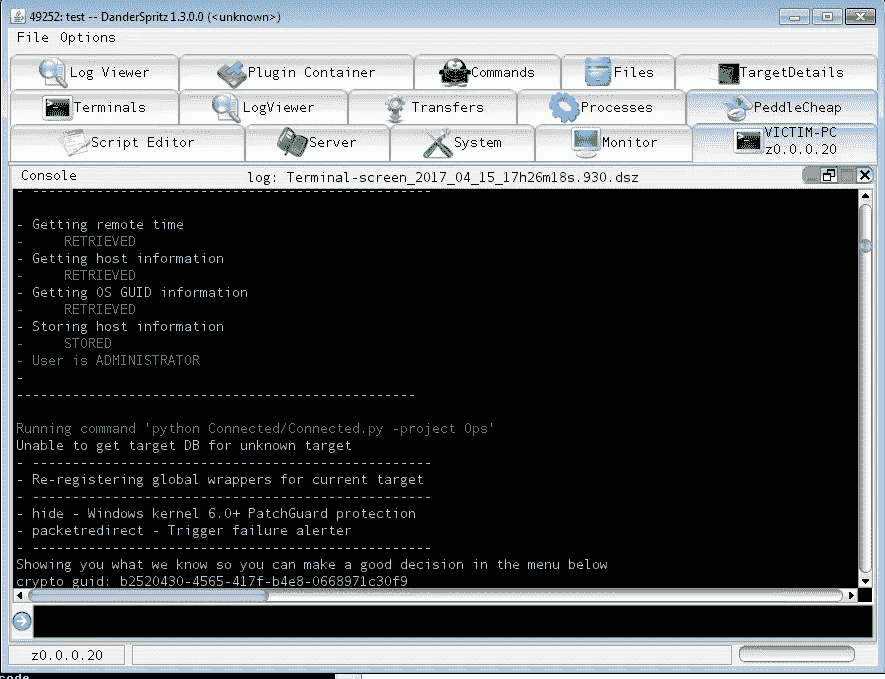 49252: test -- DanderSpritz 1.3.0.0 (<unknown>)
File Options
Log Viewer Plugin Container Commands Files TargetDetails
Terminals LogViewer Transfers Processes PeddleCheap
Script Editor Server System Monitor VICTIM-PC
z0.0.0.20
Console log: Terminal-screen_2017_04_15_17h26m18s.930.dsz
- --------------------------------------------------
- Getting remote time
-     RETRIEVED
- Getting host information
-     RETRIEVED
- Getting OS GUID information
-     RETRIEVED
- Storing host information
-     STORED
- User is ADMINISTRATOR
-
--------------------------------------------------
Running command 'python Connected/Connected.py -project Ops'
Unable to get target DB for unknown target
- --------------------------------------------------
- Re-registering global wrappers for current target
- --------------------------------------------------
- hide - Windows kernel 6.0+ PatchGuard protection
- packetredirect - Trigger failure alerter
- --------------------------------------------------
Showing you what we know so you can make a good decision in the menu below
crypto guid: b2520430-4565-417f-b4e8-0668971c30f9
z0.0.0.20
code